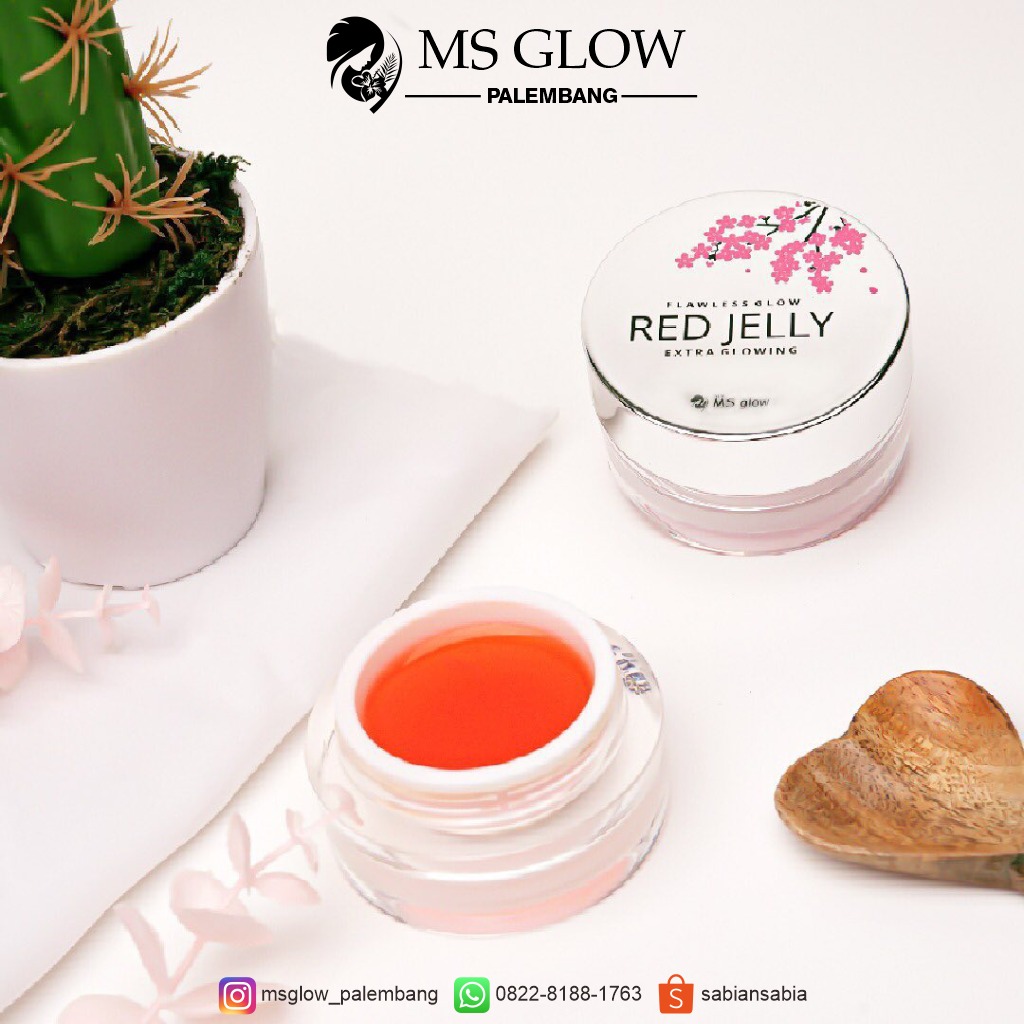 MS GLOW
PALEMBANG
FLAWLESS GLOW
RED JELLY
EXTRA GLOWING
MS glow
msglow_palembang 0822-8188-1763 sabiansabia